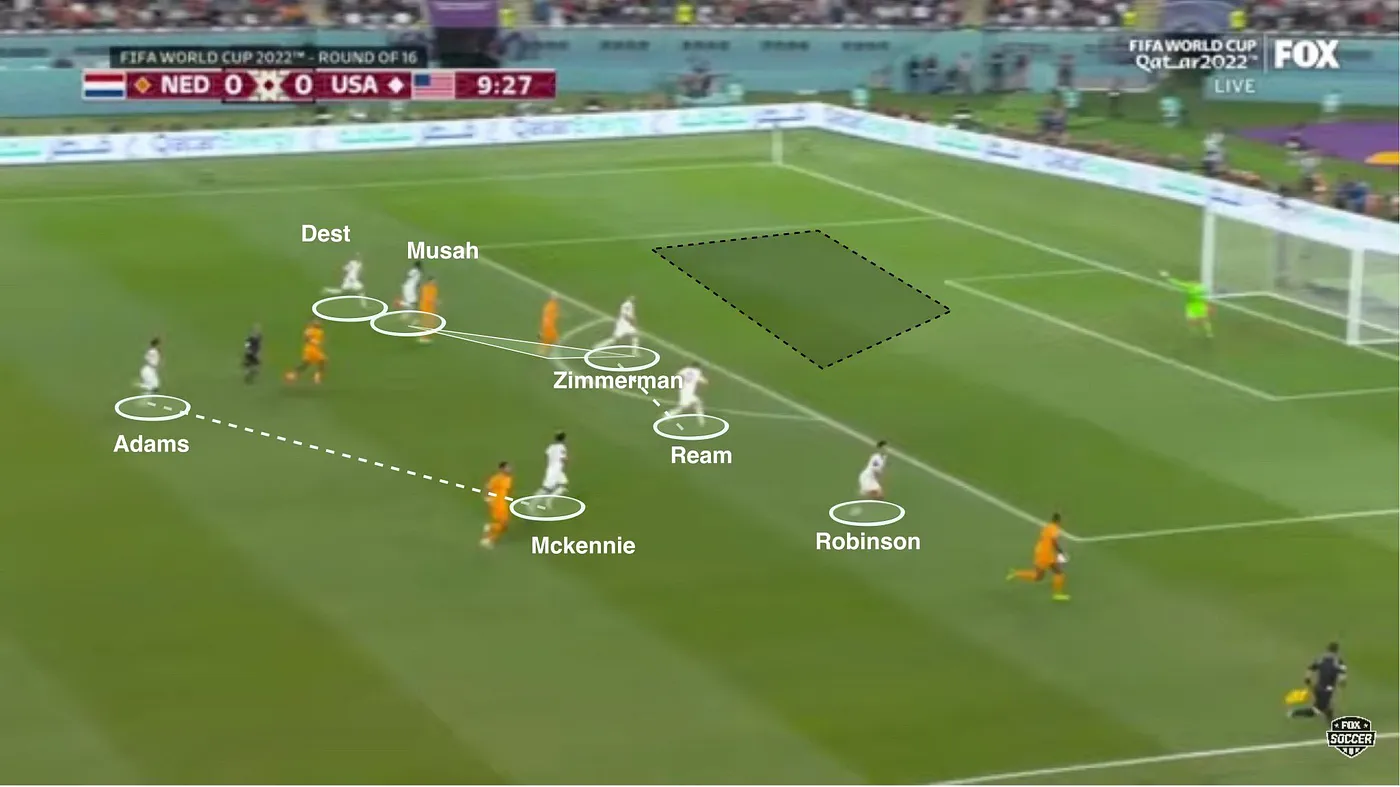 FIFA WORLD CUP 2022™ - ROUND OF 16
NED 0 0 USA 9:27
FIFA WORLD CUP
Qatar2022™
FOX
LIVE
Dest
Musah
Zimmerman
Adams
Ream
Mckennie
Robinson
FOX
SOCCER